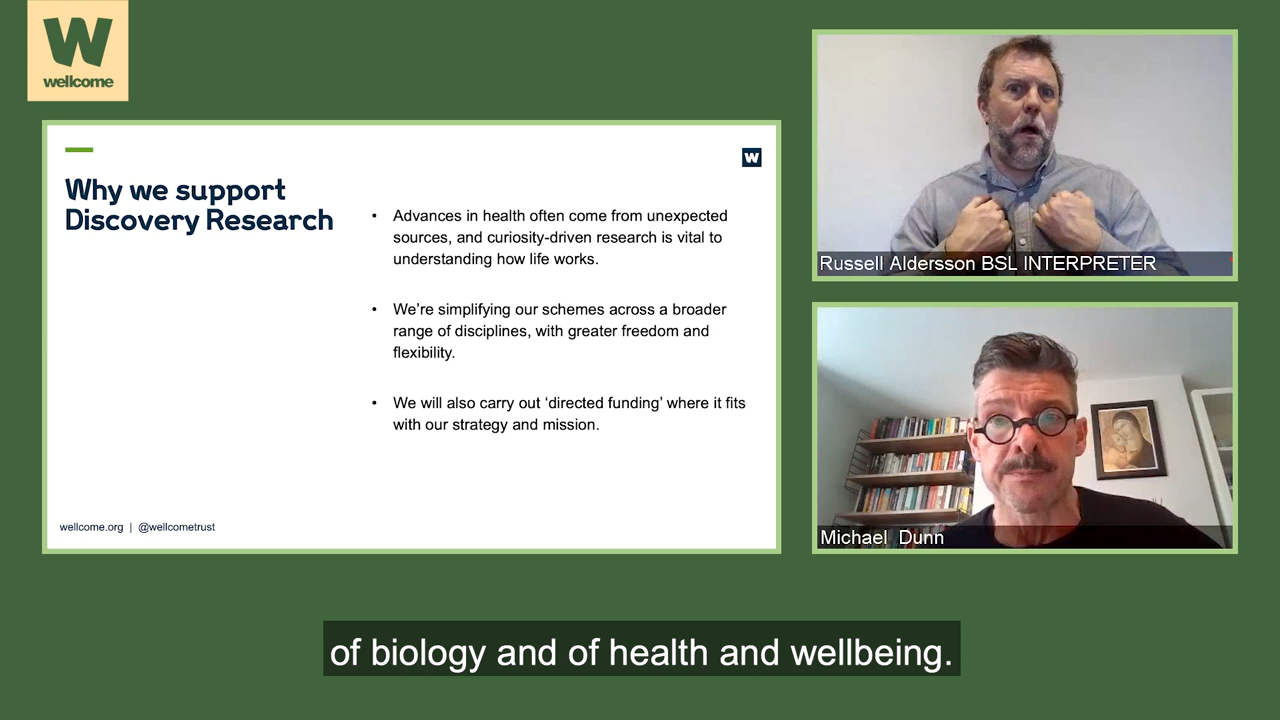 W
wellcome
W
Why we support
Discovery Research
• Advances in health often come from unexpected
sources, and curiosity-driven research is vital to
understanding how life works.
• We’re simplifying our schemes across a broader
range of disciplines, with greater freedom and
flexibility.
• We will also carry out ‘directed funding’ where it fits
with our strategy and mission.
wellcome.org | @wellcometrust
Russell Aldersson BSL INTERPRETER
Michael Dunn
of biology and of health and wellbeing.